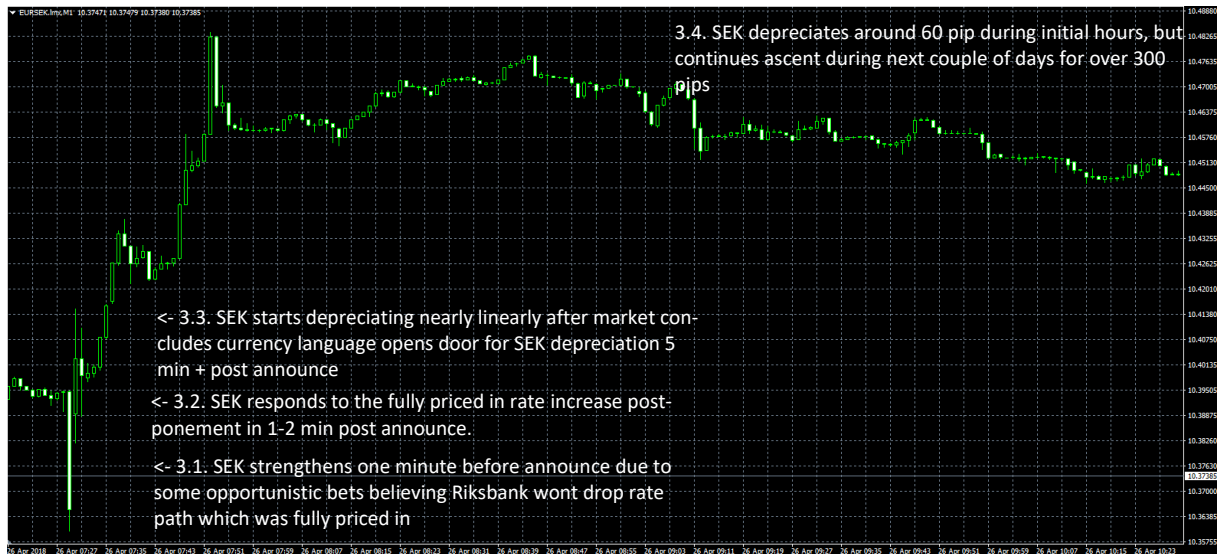 EURSEK.lmx,M1 10.37471 10.37479 10.37380 10.37385
3.4. SEK depreciates around 60 pip during initial hours, but
continues ascent during next couple of days for over 300
pips
<- 3.3. SEK starts depreciating nearly linearly after market con-
cludes currency language opens door for SEK depreciation 5
min + post announce
<- 3.2. SEK responds to the fully priced in rate increase post-
ponement in 1-2 min post announce.
<- 3.1. SEK strengthens one minute before announce due to
some opportunistic bets believing Riksbank wont drop rate
path which was fully priced in
10.48880
10.48265
10.47635
10.47005
10.46375
10.45760
10.45130
10.44500
10.43885
10.43255
10.42625
10.42010
10.41380
10.40750
10.40135
10.39505
10.38875
10.38260
10.37630
10.37385
10.37000
10.36385
10.35755
26 Apr 2018 26 Apr 07:27 26 Apr 07:35 26 Apr 07:43 26 Apr 07:51 26 Apr 07:59 26 Apr 08:07 26 Apr 08:15 26 Apr 08:23 26 Apr 08:31 26 Apr 08:39 26 Apr 08:47 26 Apr 08:55 26 Apr 09:03 26 Apr 09:11 26 Apr 09:19 26 Apr 09:27 26 Apr 09:35 26 Apr 09:43 26 Apr 09:51 26 Apr 09:59 26 Apr 10:07 26 Apr 10:15 26 Apr 10:23